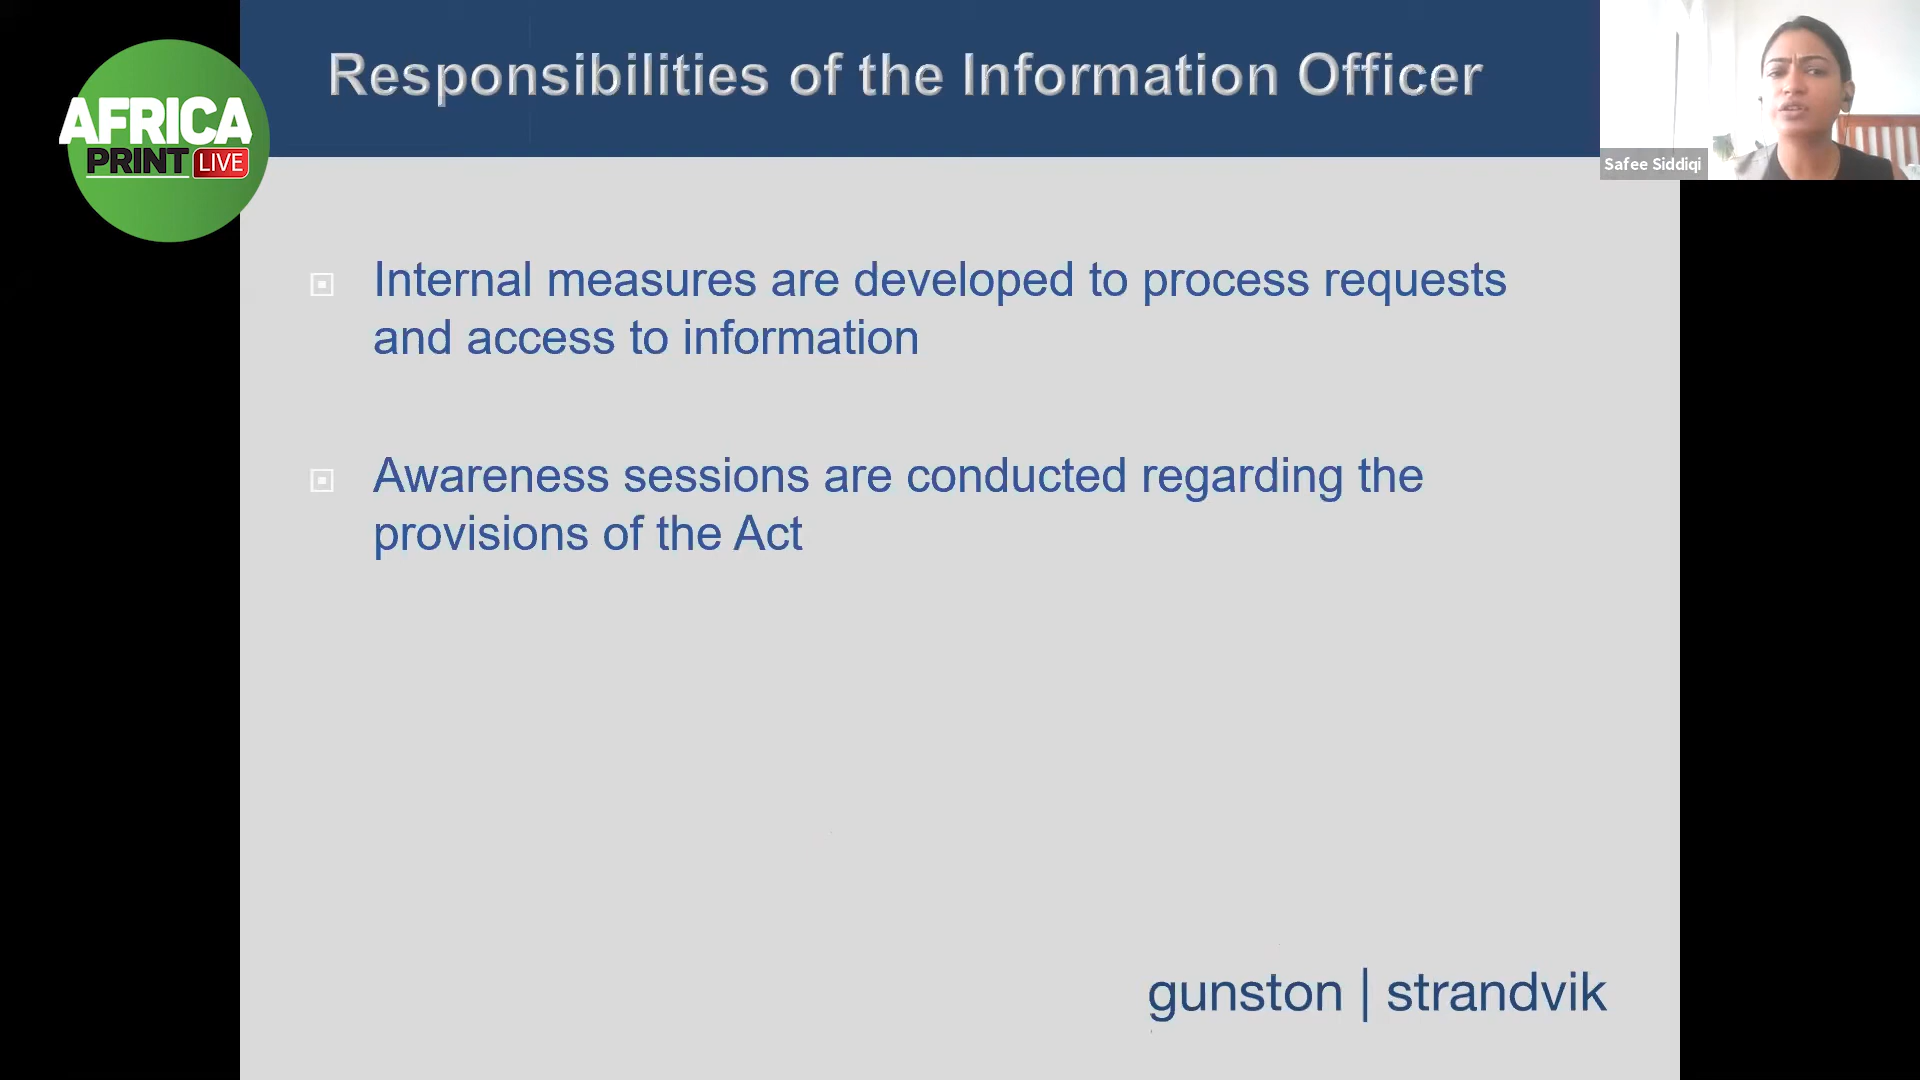 AFRICA
PRINT LIVE
Responsibilities of the Information Officer
Safee Siddiqi
Internal measures are developed to process requests
and access to information
Awareness sessions are conducted regarding the
provisions of the Act
gunston | strandvik